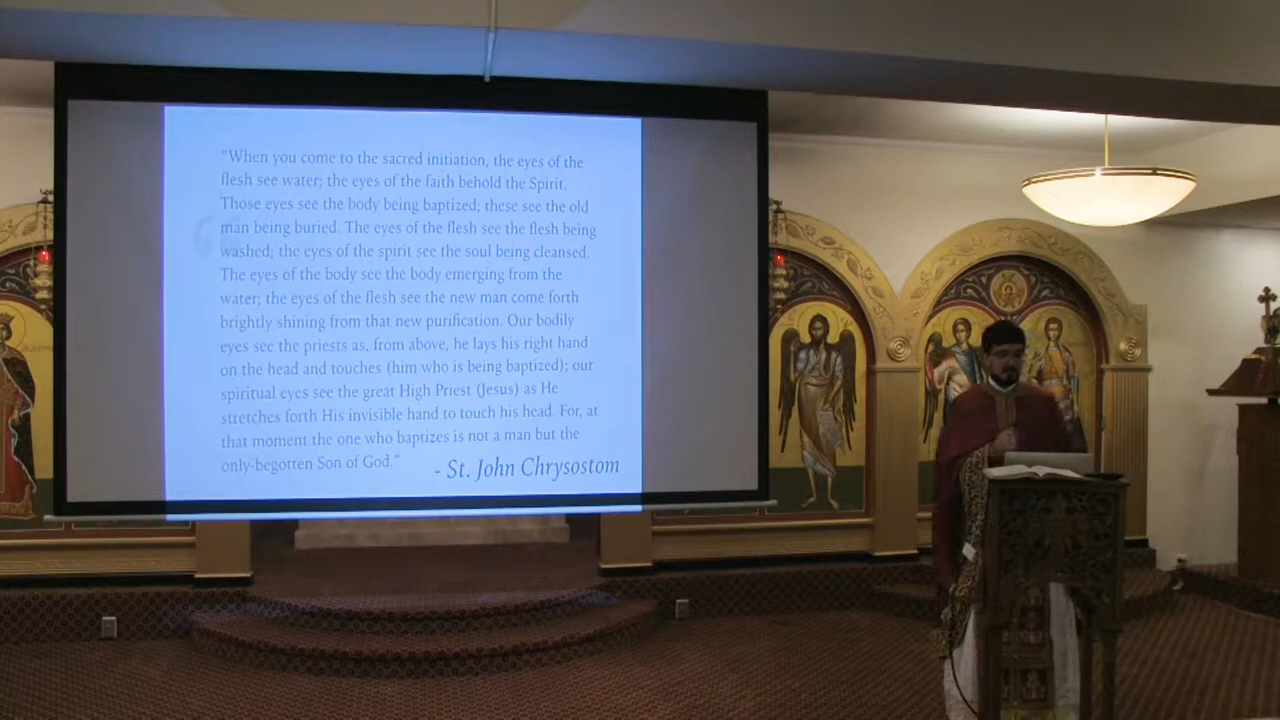 “When you come to the sacred initiation, the eyes of the
flesh see water; the eyes of the faith behold the Spirit.
Those eyes see the body being baptized; these see the old
man being buried. The eyes of the flesh see the flesh being
washed; the eyes of the spirit see the soul being cleansed.
The eyes of the body see the body emerging from the
water; the eyes of the flesh see the new man come forth
brightly shining from that new purification. Our bodily
eyes see the priests as, from above, he lays his right hand
on the head and touches (him who is being baptized); our
spiritual eyes see the great High Priest (Jesus) as He
stretches forth His invisible hand to touch his head. For, at
that moment the one who baptizes is not a man but the
only-begotten Son of God.”
- St. John Chrysostom